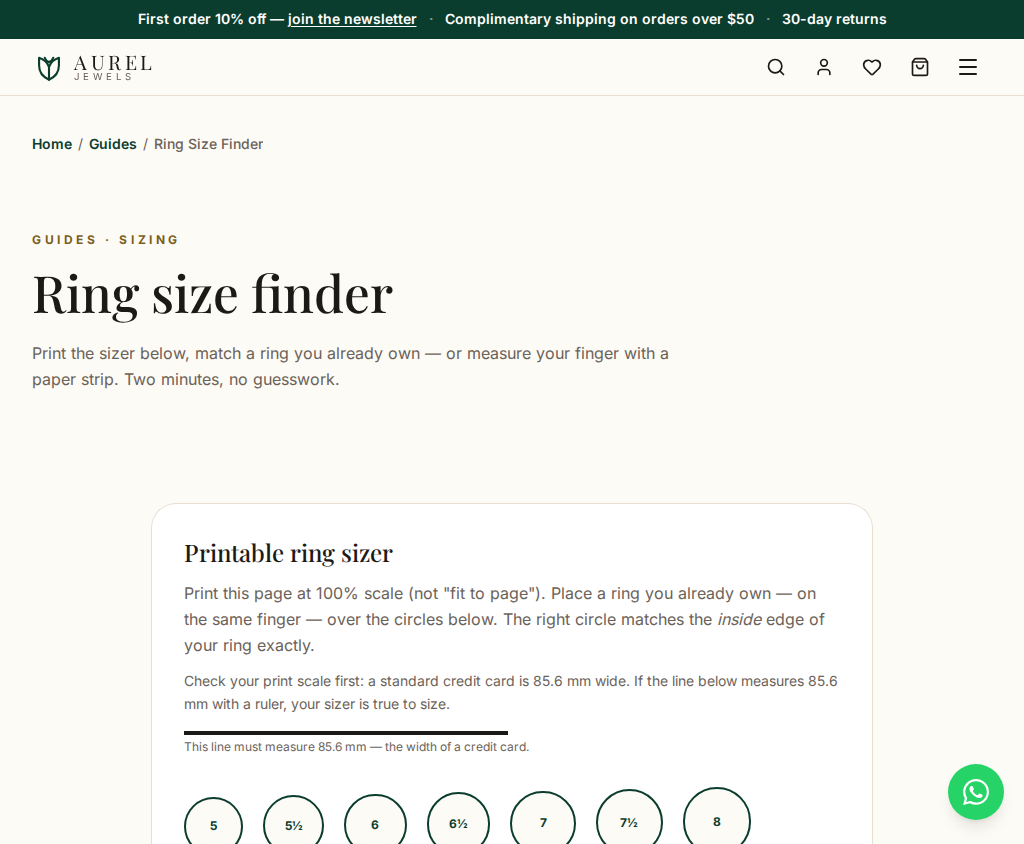 First order 10% off — join the newsletter · Complimentary shipping on orders over $50 · 30-day returns
AUREL
JEWELS
Home / Guides / Ring Size Finder
GUIDES · SIZING
Ring size finder
Print the sizer below, match a ring you already own — or measure your finger with a
paper strip. Two minutes, no guesswork.
Printable ring sizer
Print this page at 100% scale (not "fit to page"). Place a ring you already own — on
the same finger — over the circles below. The right circle matches the inside edge of
your ring exactly.
Check your print scale first: a standard credit card is 85.6 mm wide. If the line below measures 85.6
mm with a ruler, your sizer is true to size.
This line must measure 85.6 mm — the width of a credit card.
5 5½ 6 6½ 7 7½ 8